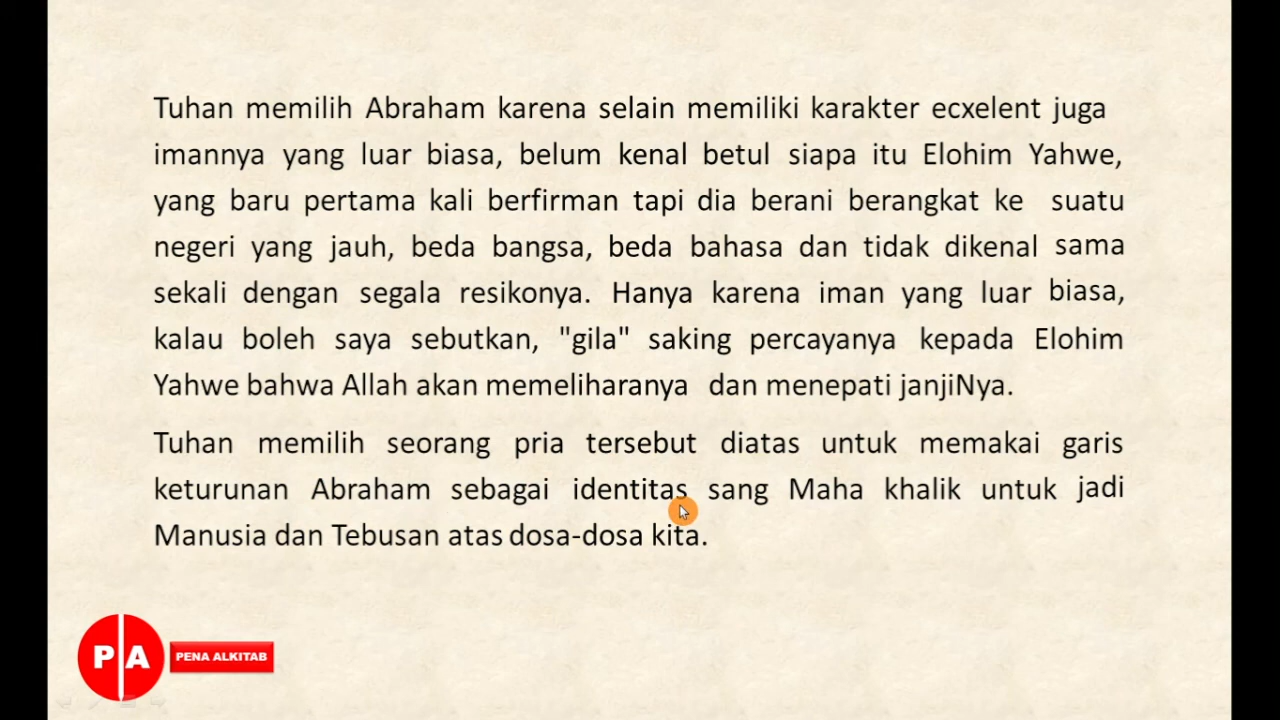 Tuhan memilih Abraham karena selain memiliki karakter ecxelent juga
imannya yang luar biasa, belum kenal betul siapa itu Elohim Yahwe,
yang baru pertama kali berfirman tapi dia berani berangkat ke suatu
negeri yang jauh, beda bangsa, beda bahasa dan tidak dikenal sama
sekali dengan segala resikonya. Hanya karena iman yang luar biasa,
kalau boleh saya sebutkan, "gila" saking percayanya kepada Elohim
Yahwe bahwa Allah akan memeliharanya dan menepati janjiNya.
Tuhan memilih seorang pria tersebut diatas untuk memakai garis
keturunan Abraham sebagai identitas sang Maha khalik untuk jadi
Manusia dan Tebusan atas dosa-dosa kita.
P A PENA ALKITAB